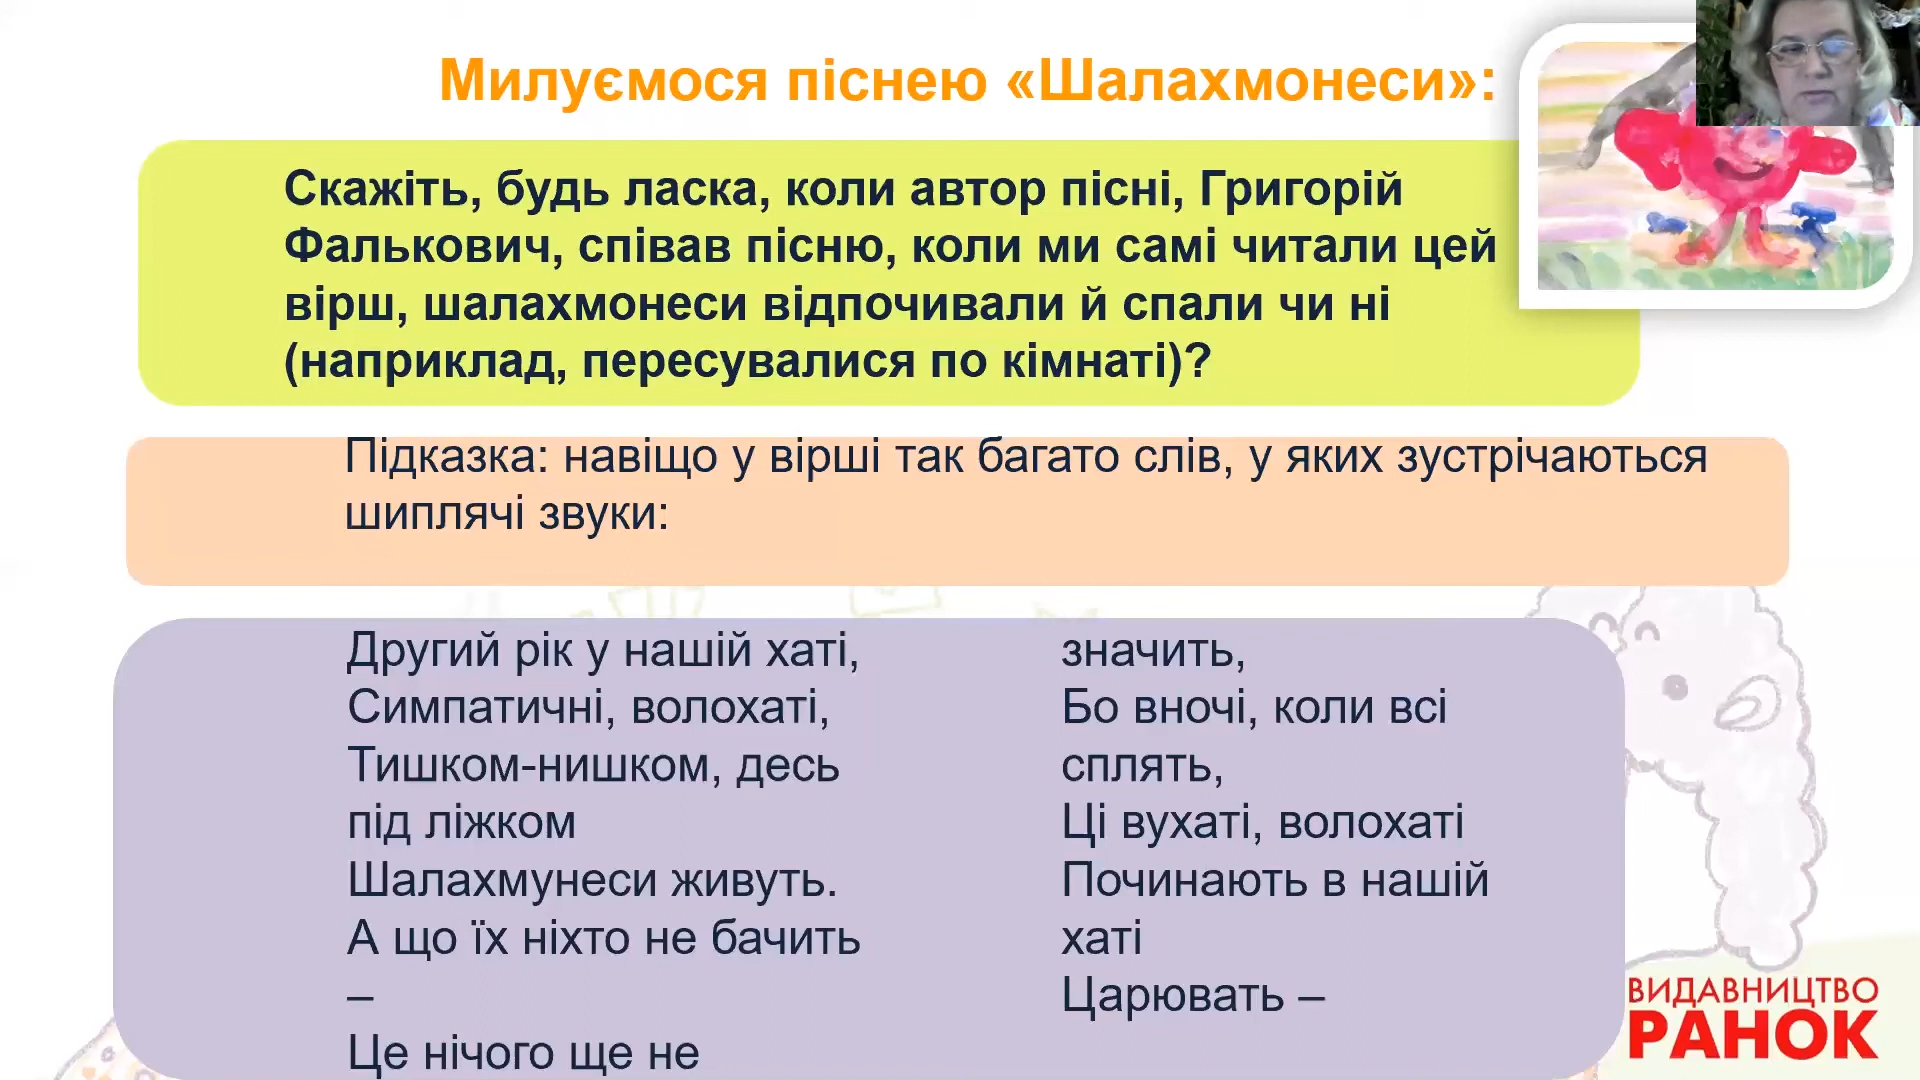 Милуємося піснею «Шалахмонеси»:
Скажіть, будь ласка, коли автор пісні, Григорій
Фалькович, співав пісню, коли ми самі читали цей
вірш, шалахмонеси відпочивали й спали чи ні
(наприклад, пересувалися по кімнаті)?
Підказка: навіщо у вірші так багато слів, у яких зустрічаються
шиплячі звуки:
Другий рік у нашій хаті,
Симпатичні, волохаті,
Тишком-нишком, десь
під ліжком
Шалахмунеси живуть.
А що їх ніхто не бачить
–
Це нічого ще не
значить,
Бо вночі, коли всі
сплять,
Ці вухаті, волохаті
Починають в нашій
хаті
Царювать –
ВИДАВНИЦТВО
РАНОК